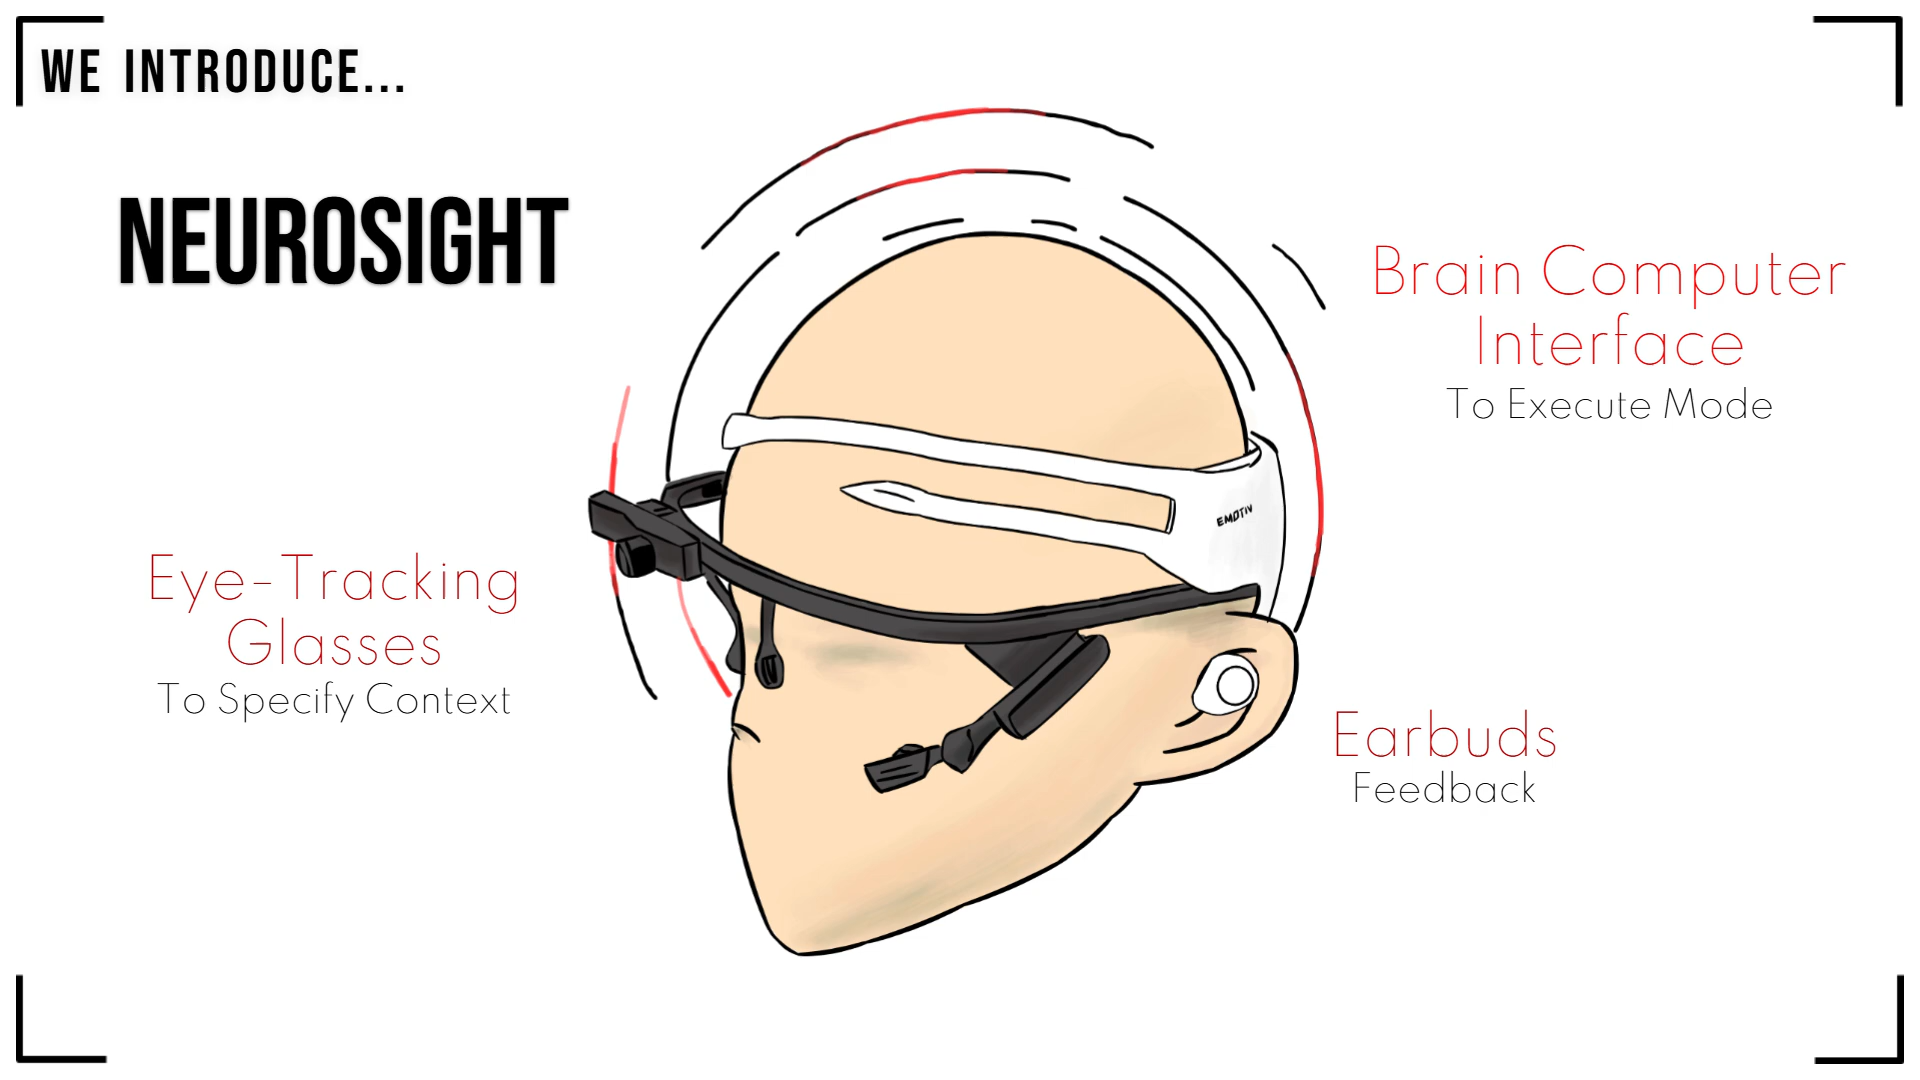 WE INTRODUCE...
NEUROSIGHT
Brain Computer
Interface
To Execute Mode
EMOTIV
Eye-Tracking
Glasses
To Specify Context
Earbuds
Feedback